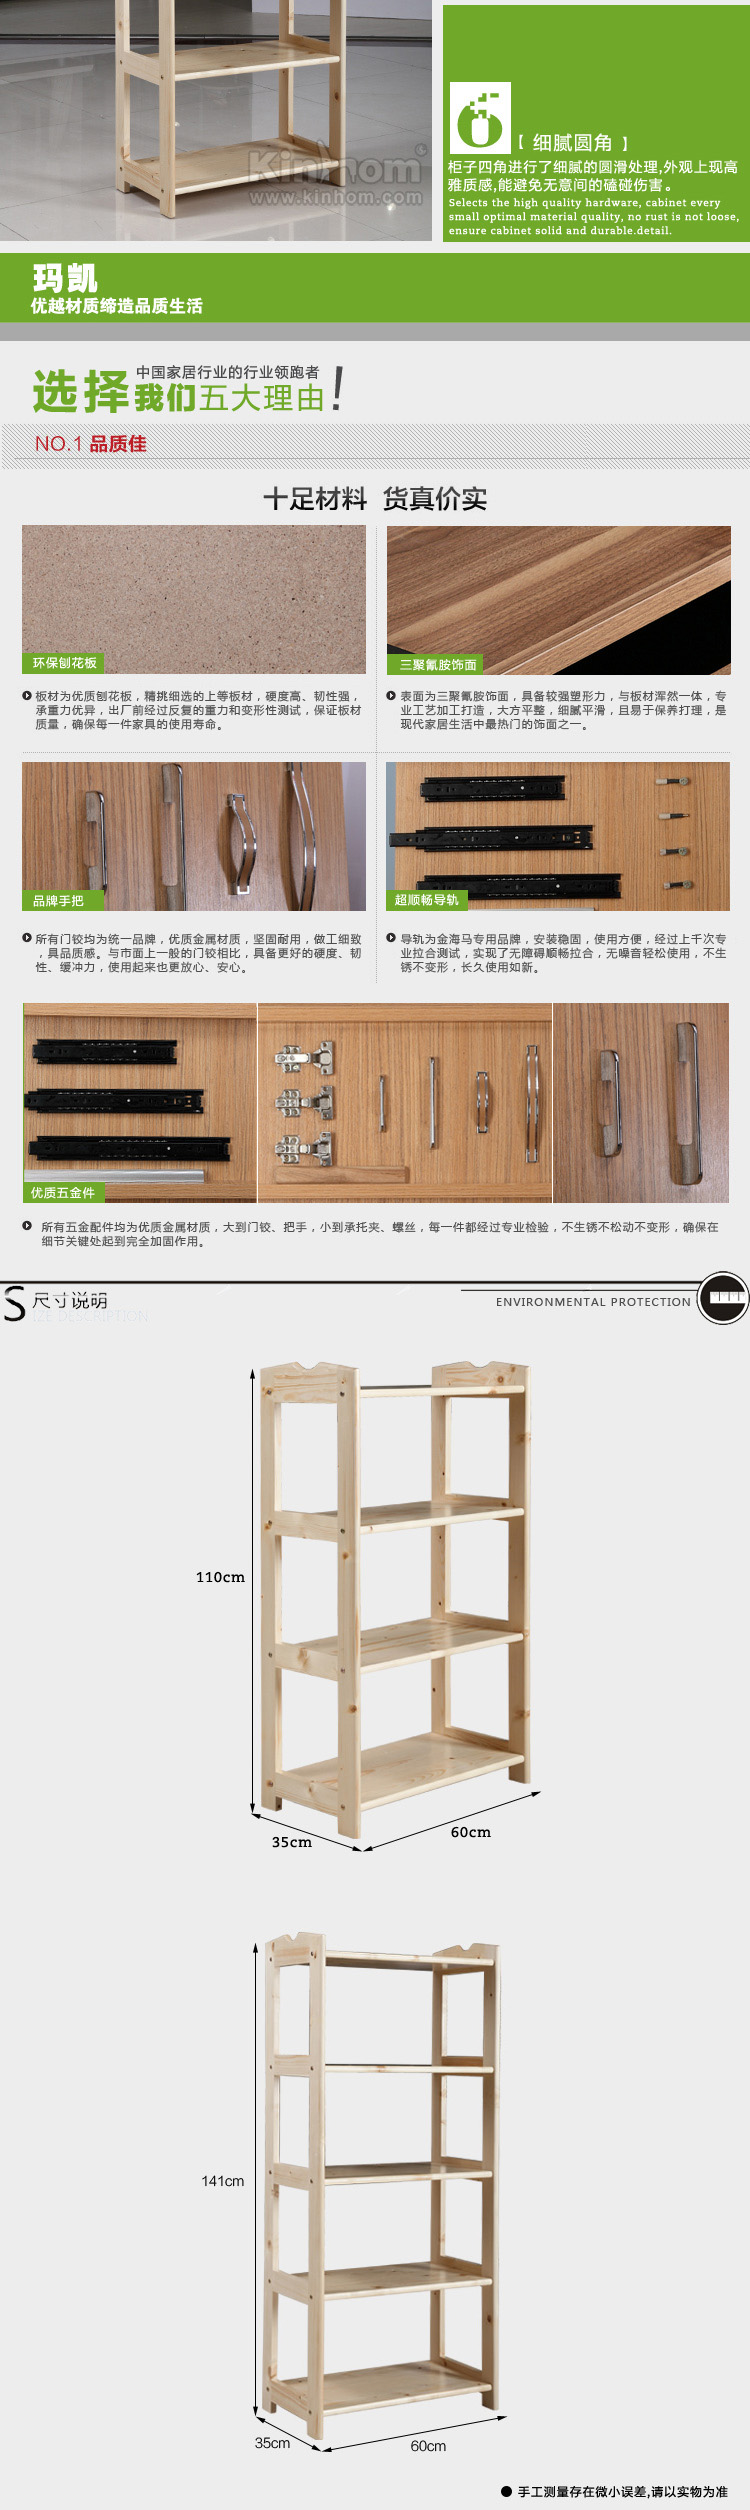 Kinhom
www.kinhom.com
【 细腻圆角 】
柜子四角进行了细腻的圆滑处理,外观上现高
雅质感,能避免无意间的磕碰伤害。
Selects the high quality hardware, cabinet every
small optimal material quality, no rust is not loose,
ensure cabinet solid and durable.detail.
玛凯
优越材质缔造品质生活
中国家居行业的行业领跑者
选择我们五大理由!
NO.1 品质佳
十足材料 货真价实
环保刨花板
板材为优质刨花板，精挑细选的上等板材，硬度高、韧性强，
承重力优异，出厂前经过反复的重力和变形性测试，保证板材
质量，确保每一件家具的使用寿命。
三聚氰胺饰面
表面为三聚氰胺饰面，具备较强塑形力，与板材浑然一体，专
业工艺加工打造，大方平整，细腻平滑，且易于保养打理，是
现代家居生活中最热门的饰面之一。
品牌手把
所有门铰均为统一品牌，优质金属材质，坚固耐用，做工细致
，具品质感。与市面上一般的门铰相比，具备更好的硬度、韧
性、缓冲力，使用起来也更放心、安心。
超顺畅导轨
导轨为金海马专用品牌，安装稳固，使用方便，经过上千次专
业拉合测试，实现了无障碍顺畅拉合，无噪音轻松使用，不生
锈不变形，长久使用如新。
优质五金件
所有五金配件均为优质金属材质，大到门铰、把手，小到承托夹、螺丝，每一件都经过专业检验，不生锈不松动不变形，确保在
细节关键处起到完全加固作用。
尺寸说明
SIZE DESCRIPTION
ENVIRONMENTAL PROTECTION
110cm
35cm
60cm
141cm
35cm
60cm
● 手工测量存在微小误差,请以实物为准